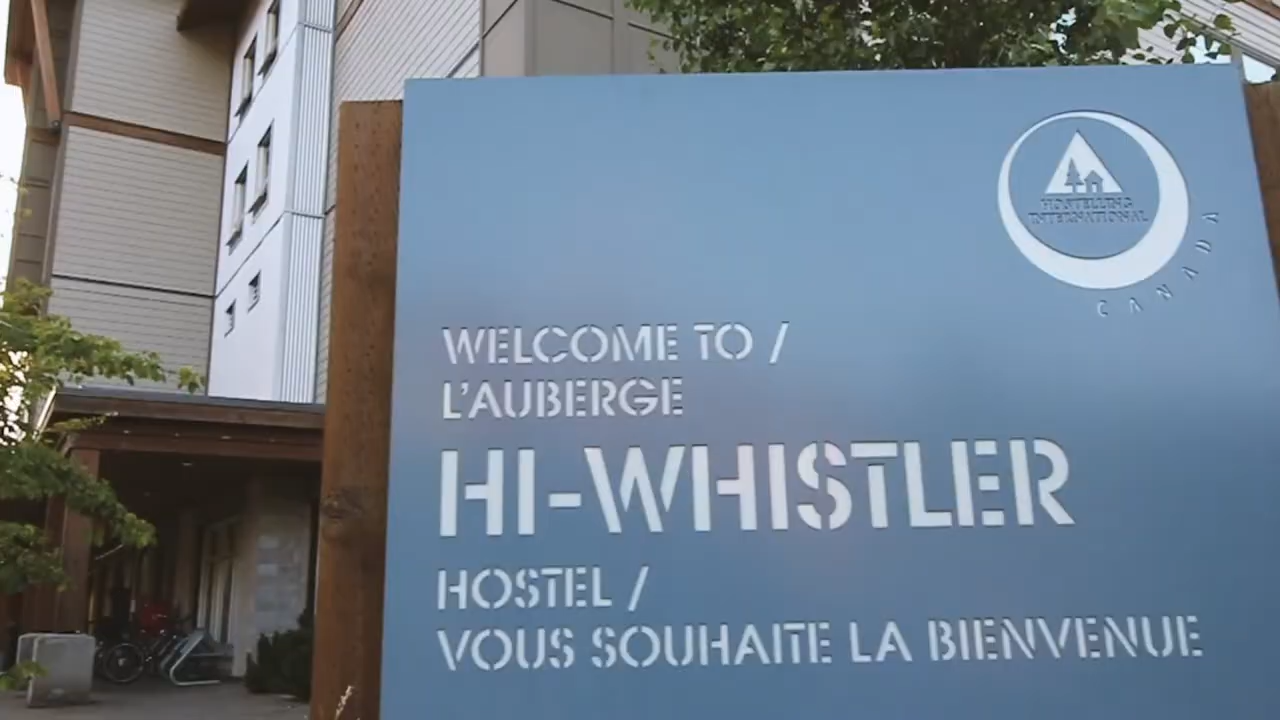 HOSTELLING
INTERNATIONAL
CANADA
WELCOME TO /
L'AUBERGE
HI-WHISTLER
HOSTEL /
VOUS SOUHAITE LA BIENVENUE